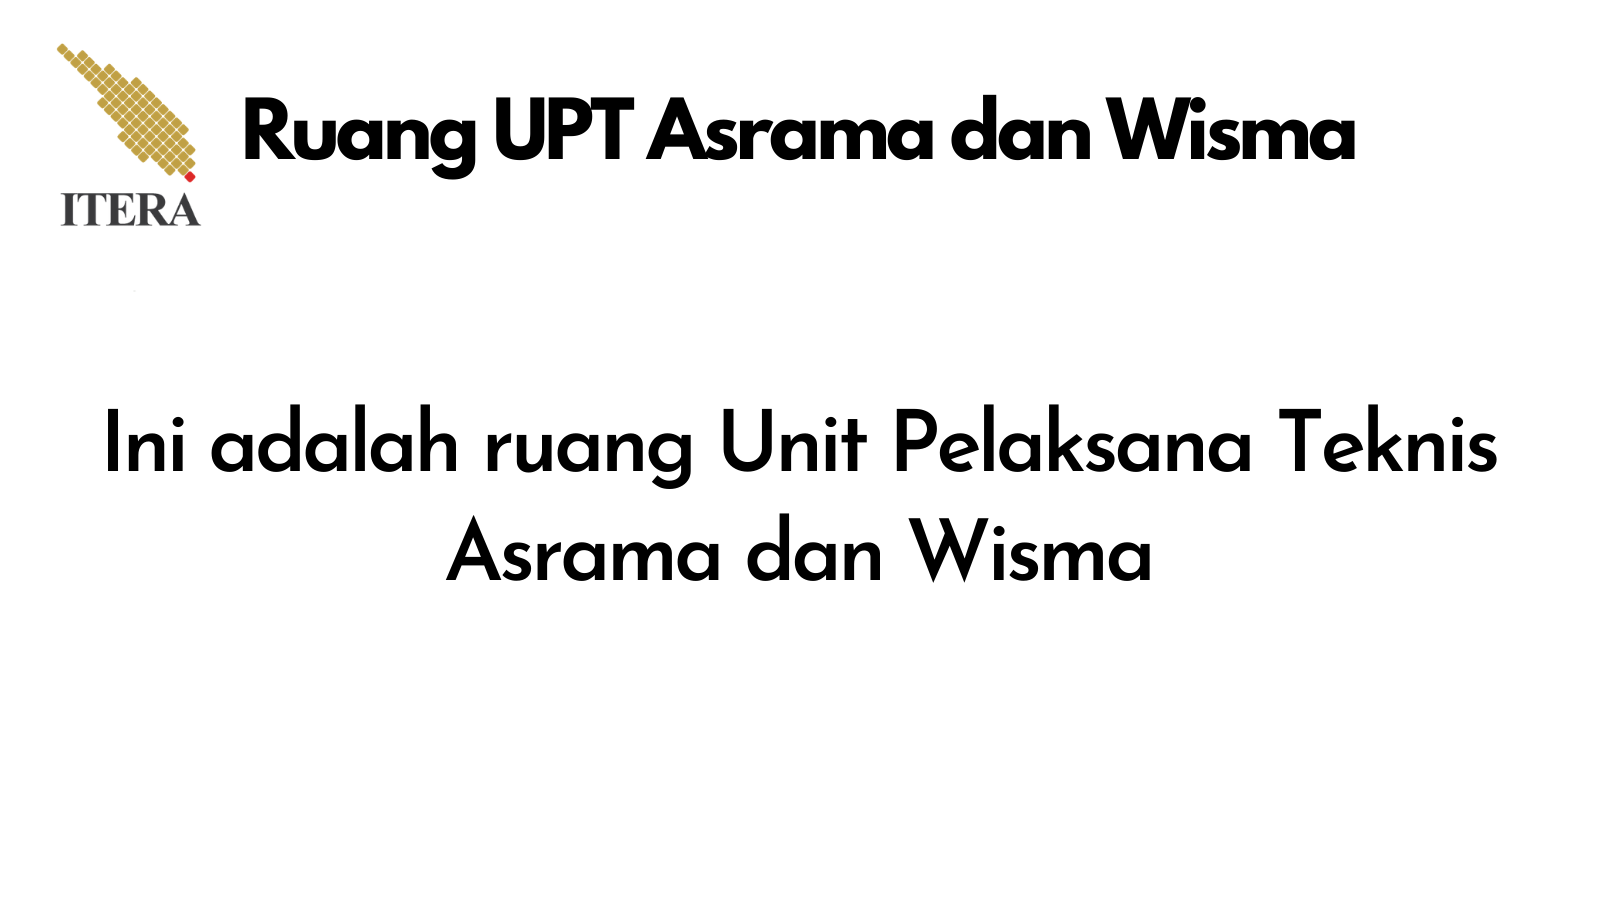 Ruang UPT Asrama dan Wisma
ITERA
Ini adalah ruang Unit Pelaksana Teknis
Asrama dan Wisma